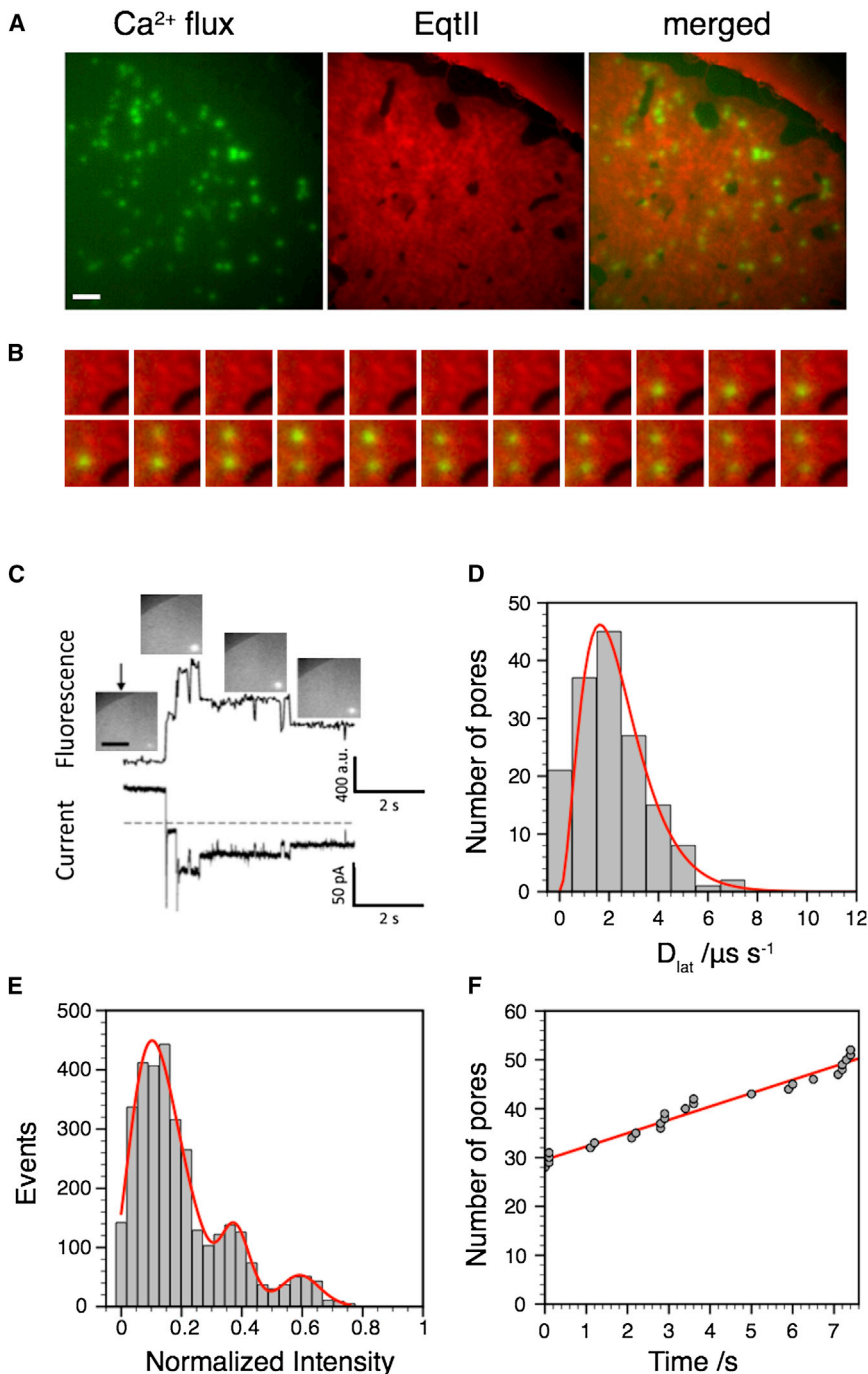 A
Ca²⁺ flux
EqtII
merged
B
C
Fluorescence
400 a.u.
2 s
Current
50 pA
2 s
D
Number of pores
50
40
30
20
10
0
0 2 4 6 8 10 12
D_lat /µs s⁻¹
E
Events
500
400
300
200
100
0
0 0.2 0.4 0.6 0.8 1
Normalized Intensity
F
Number of pores
60
50
40
30
20
10
0
0 1 2 3 4 5 6 7
Time /s